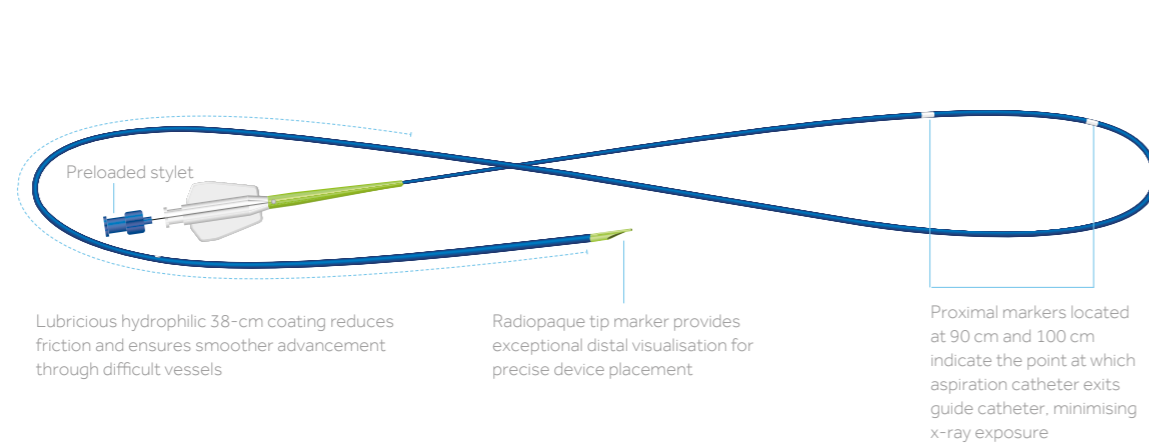 Preloaded stylet
Lubricious hydrophilic 38-cm coating reduces
friction and ensures smoother advancement
through difficult vessels
Radiopaque tip marker provides
exceptional distal visualisation for
precise device placement
Proximal markers located
at 90 cm and 100 cm
indicate the point at which
aspiration catheter exits
guide catheter, minimising
x-ray exposure